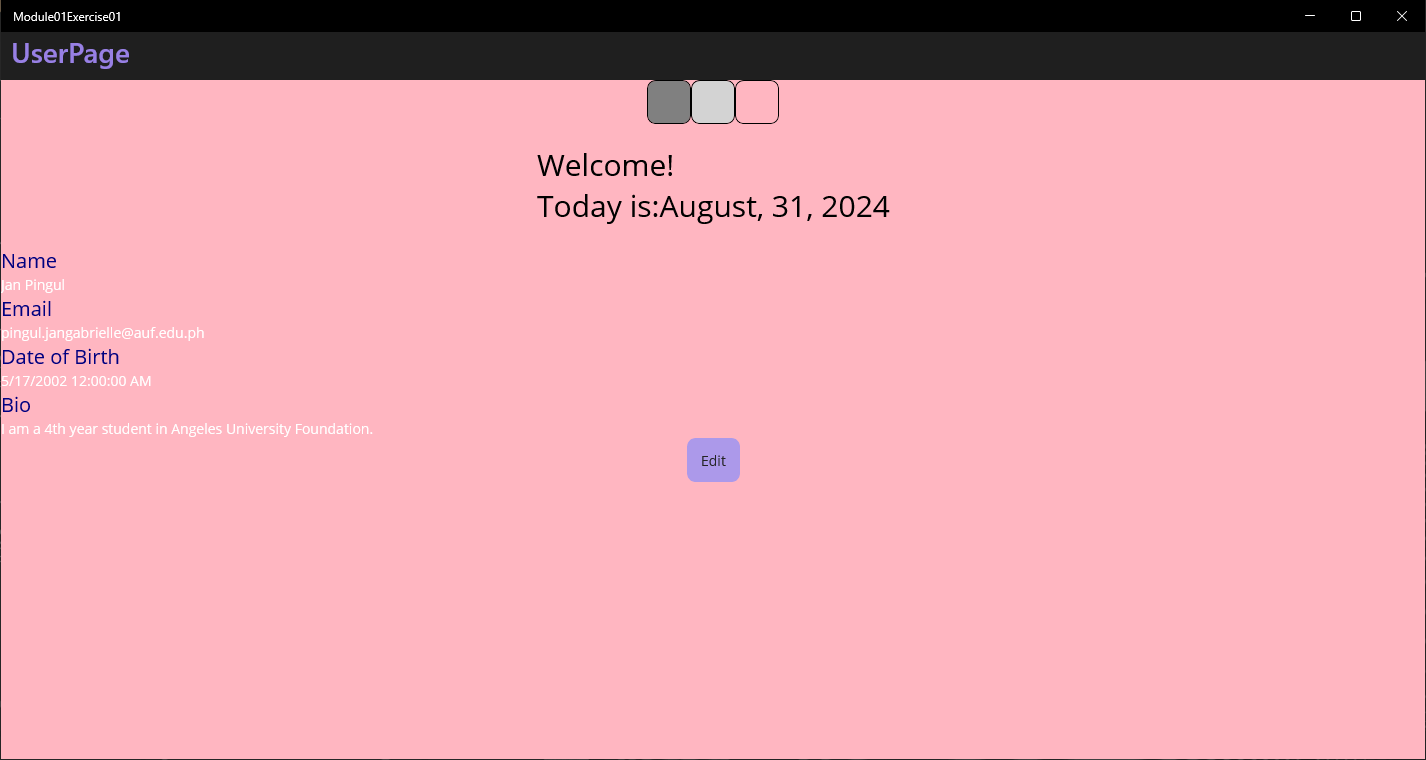 Module01Exercise01
UserPage
Welcome!
Today is:August, 31, 2024
Name
Jan Pingul
Email
pingul.jangabrielle@auf.edu.ph
Date of Birth
5/17/2002 12:00:00 AM
Bio
I am a 4th year student in Angeles University Foundation.
Edit